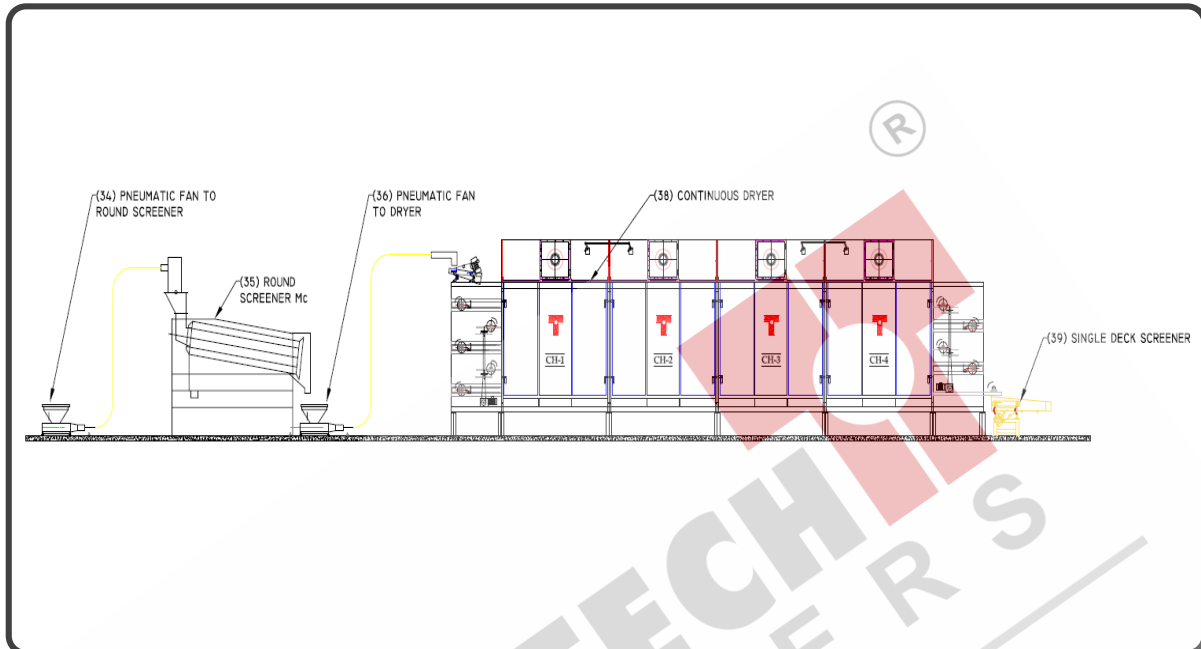 (34) PNEUMATIC FAN TO
ROUND SCREENER
(35) ROUND
SCREENER Mc
(36) PNEUMATIC FAN
TO DRYER
(38) CONTINUOUS DRYER
(39) SINGLE DECK SCREENER
CH-1
CH-2
CH-3
CH-4
®
TECH
ERS